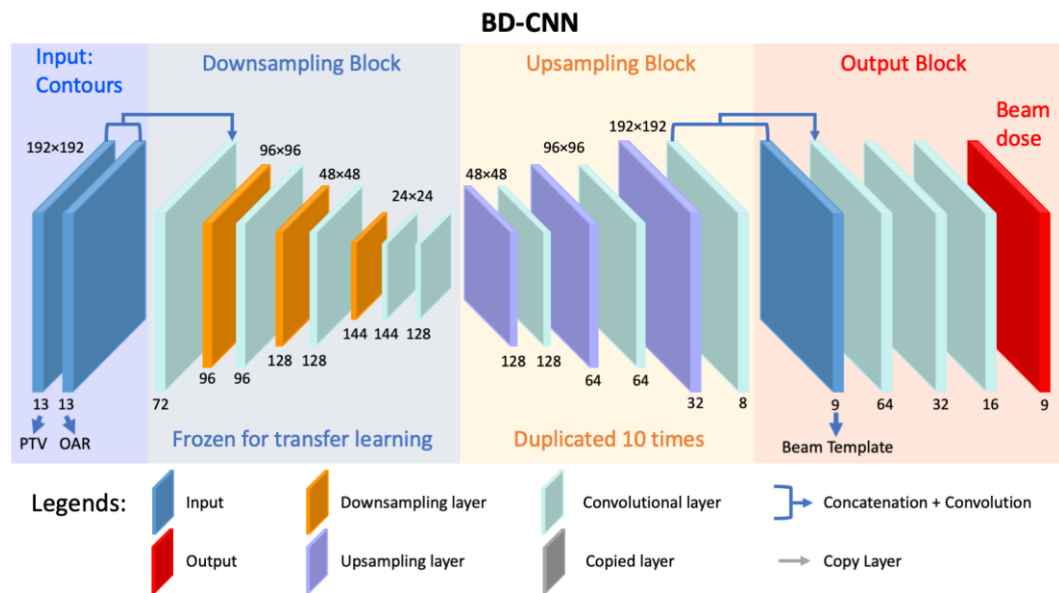 BD-CNN
Input:
Contours
Downsampling Block
Upsampling Block
Output Block
Beam
dose
192×192
96×96
48×48
24×24
48×48
96×96
192×192
13 13
72
96
96
128
128
144
144
128
128
128
64
64
32
8
9
64
32
16
9
PTV OAR
Beam Template
Frozen for transfer learning
Duplicated 10 times
Legends:
Input
Downsampling layer
Convolutional layer
Concatenation + Convolution
Output
Upsampling layer
Copied layer
Copy Layer